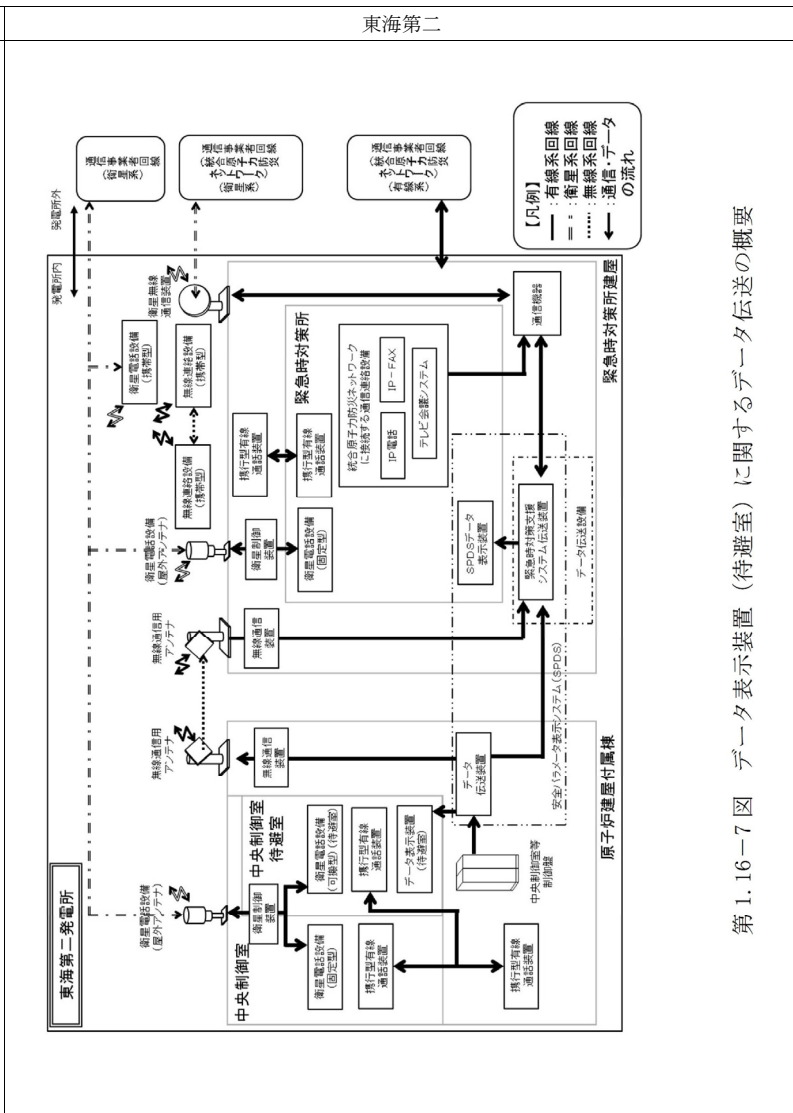 東海第二
東海第二発電所
発電所内
発電所外
衛星電話設備
(屋外アンテナ)
無線通信用
アンテナ
無線通信用
アンテナ
衛星電話設備
(屋外アンテナ)
無線連絡設備
(携帯型)
衛星電話設備
(携帯型)
無線連絡設備
(携帯型)
衛星無線
通信装置
通信事業者回線
(衛星系)
通信事業者回線
(統合原子力防災
ネットワーク)
(衛星系)
通信事業者回線
(統合原子力防災
ネットワーク)
(有線系)
中央制御室
衛星制御
装置
中央制御室
待避室
衛星電話設備
(固定型)
衛星電話設備
(可搬型)(待避室)
携行型有線
通話装置
携行型有線
通話装置
データ表示装置
(待避室)
携行型有線
通話装置
中央制御室等
制御盤
無線通信
装置
データ
伝送装置
原子炉建屋付属棟
安全パラメータ表示システム(SPDS)
無線通信
装置
衛星制御
装置
衛星電話設備
(固定型)
携行型有線
通話装置
携行型有線
通話装置
緊急時対策所
統合原子力防災ネットワーク
に接続する通信連絡設備
IP電話
IP-FAX
テレビ会議システム
SPDSデータ
表示装置
緊急時対策支援
システム伝送装置
データ伝送設備
通信機器
緊急時対策所建屋
【凡例】
:有線系回線
:衛星系回線
:無線系回線
:通信・データ
の流れ
第1.16-7図 データ表示装置(待避室)に関するデータ伝送の概要